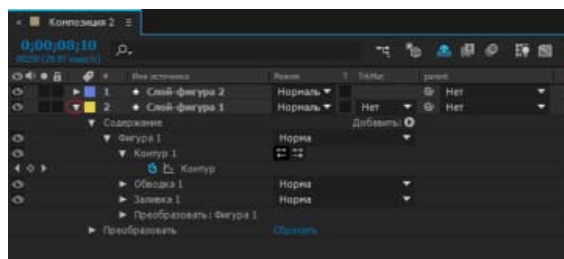 Композиция 2
0;00;08;10
# Имя источника Режим T TrkMat parent
1 Слой-фигура 2 Нормаль Нет
2 Слой-фигура 1 Нормаль Нет Нет
Содержание Добавить:
Фигура 1 Норма
Контур 1
Контур
Обводка 1 Норма
Заливка 1 Норма
Преобразовать: Фигура 1
Преобразовать Сбросить